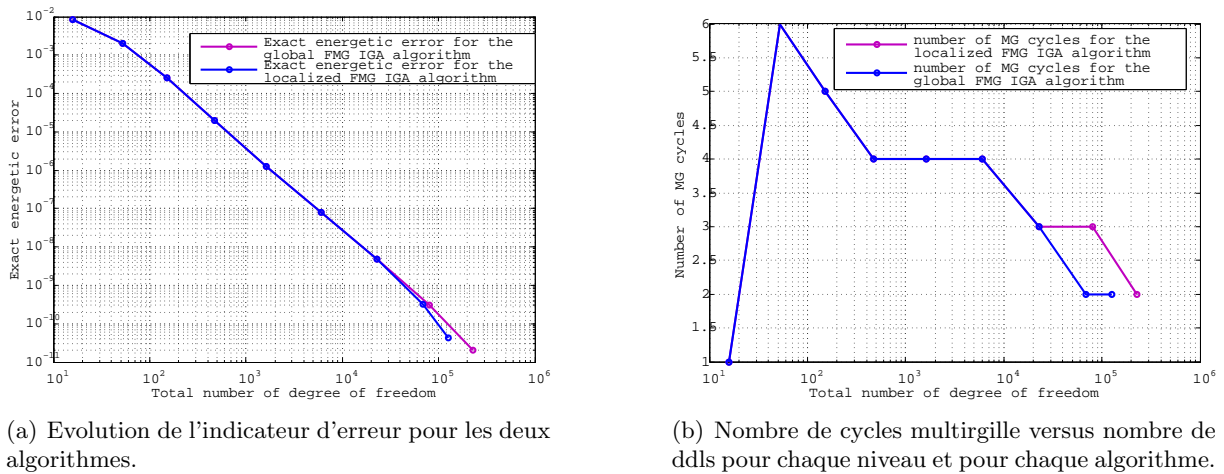 10^-2
10^-3
10^-4
10^-5
10^-6
10^-7
10^-8
10^-9
10^-10
10^-11
Exact energetic error
Exact energetic error for the
global FMG IGA algorithm
Exact energetic error for the
localized FMG IGA algorithm
10^1 10^2 10^3 10^4 10^5 10^6
Total number of degree of freedom
(a) Evolution de l'indicateur d'erreur pour les deux
algorithmes.
6
5.5
5
4.5
4
3.5
3
2.5
2
1.5
1
Number of MG cycles
number of MG cycles for the
localized FMG IGA algorithm
number of MG cycles for the
global FMG IGA algorithm
10^1 10^2 10^3 10^4 10^5 10^6
Total number of degree of freedom
(b) Nombre de cycles multirgille versus nombre de
ddls pour chaque niveau et pour chaque algorithme.